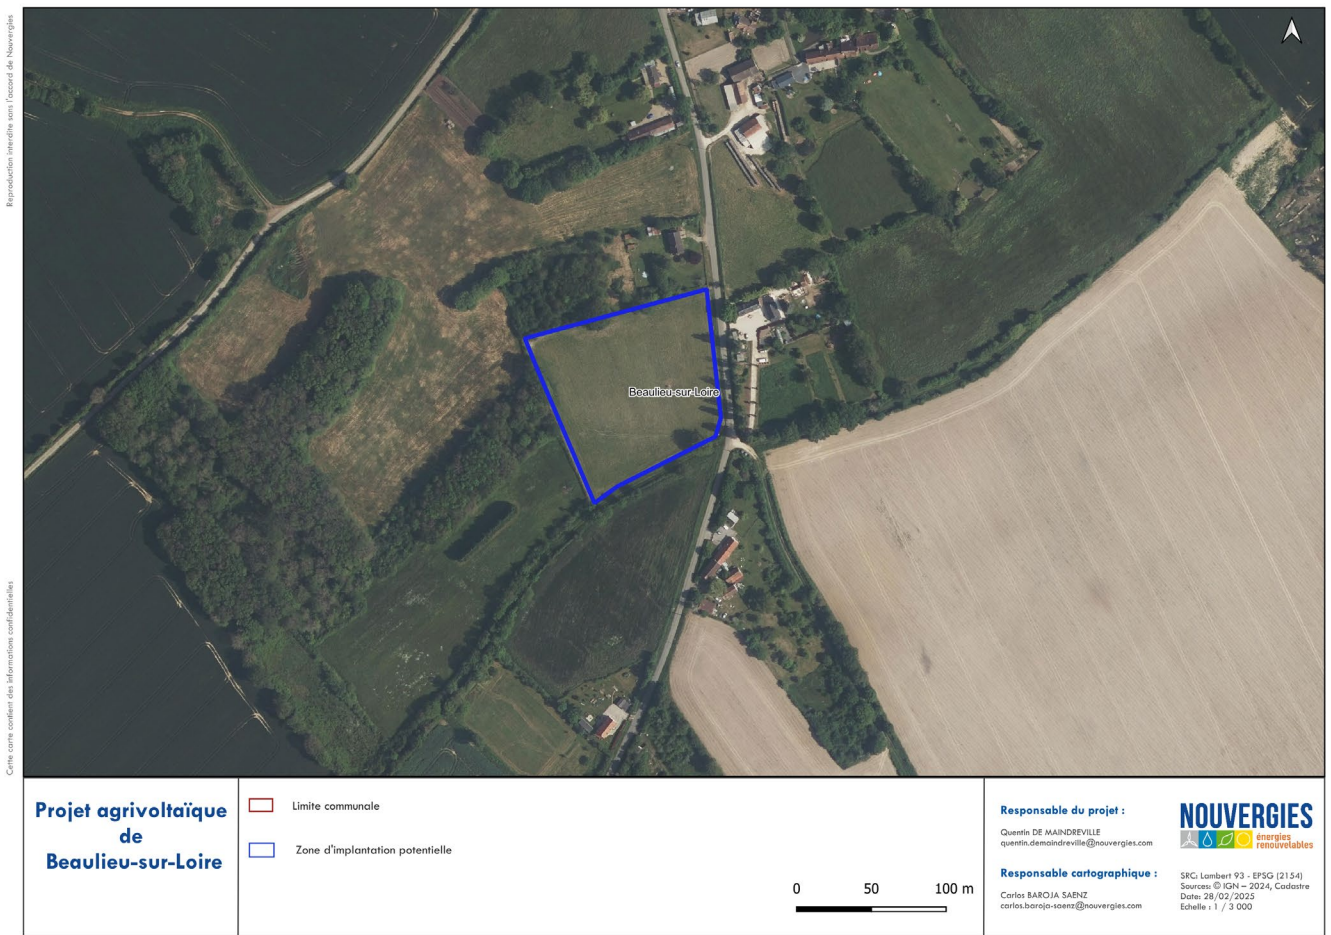 Reproduction interdite sans l'accord de Nouvergies
Cette carte contient des informations confidentielles
Beaulieu-sur-Loire
Projet agrivoltaïque
de
Beaulieu-sur-Loire
Limite communale
Zone d'implantation potentielle
0 50 100 m
Responsable du projet :
Quentin DE MAINDREVILLE
quentin.demaindreville@nouvergies.com
Responsable cartographique :
Carlos BAROJA SAENZ
carlos.baroja-saenz@nouvergies.com
NOUVERGIES
énergies
renouvelables
SRC: Lambert 93 - EPSG (2154)
Sources: © IGN – 2024, Cadastre
Date: 28/02/2025
Echelle : 1 / 3 000